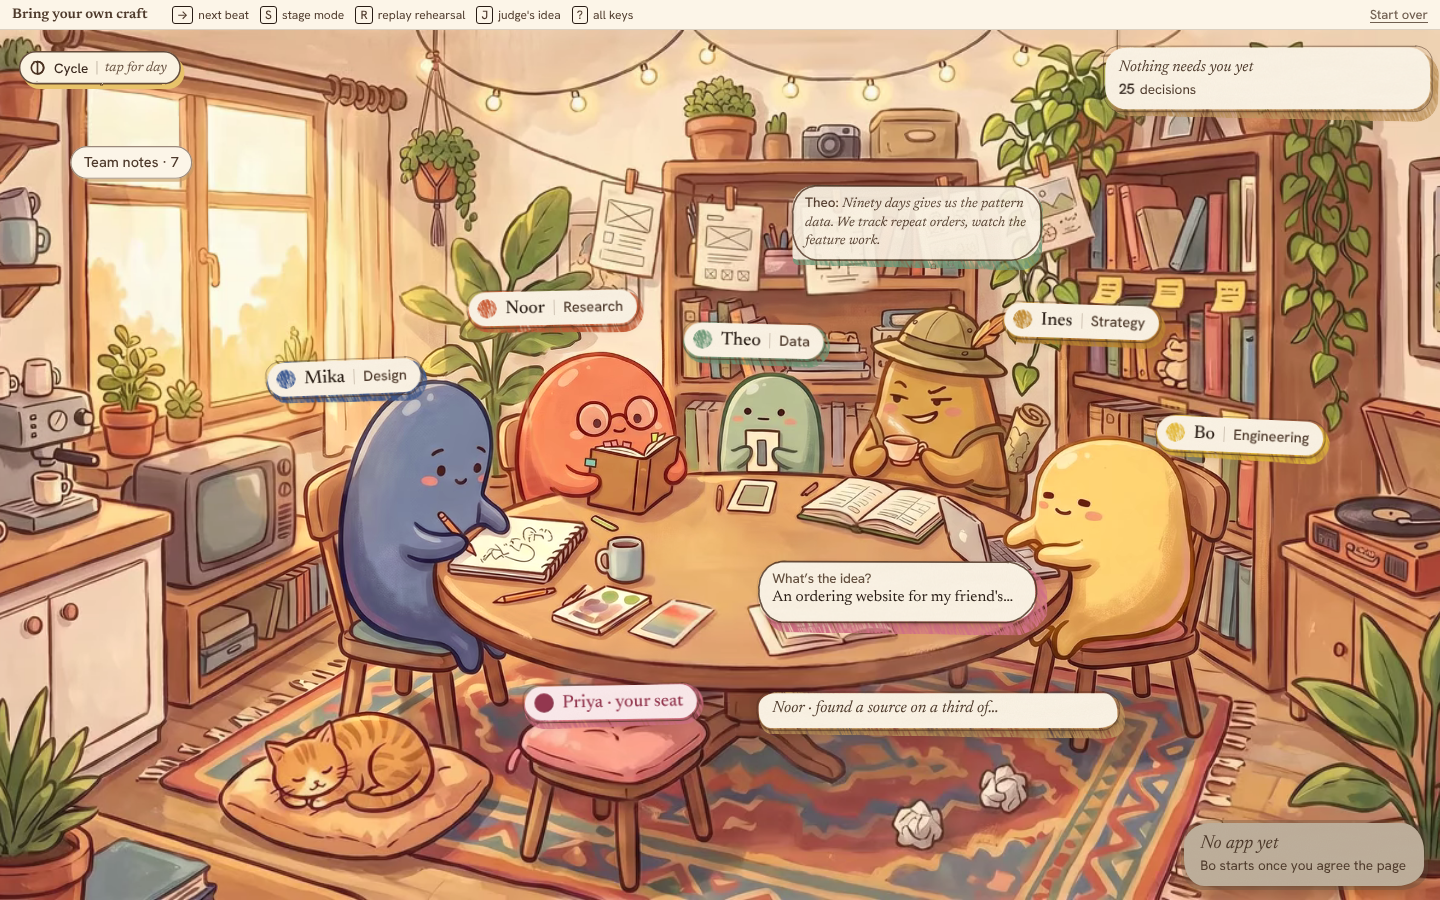 Bring your own craft
→ next beat
S stage mode
R replay rehearsal
J judge's idea
? all keys
Start over
Cycle | tap for day
Nothing needs you yet
25 decisions
Team notes · 7
Theo: Ninety days gives us the pattern
data. We track repeat orders, watch the
feature work.
Noor | Research
Ines | Strategy
Theo | Data
Mika | Design
Bo | Engineering
What's the idea?
An ordering website for my friend's...
Priya · your seat
Noor · found a source on a third of...
No app yet
Bo starts once you agree the page